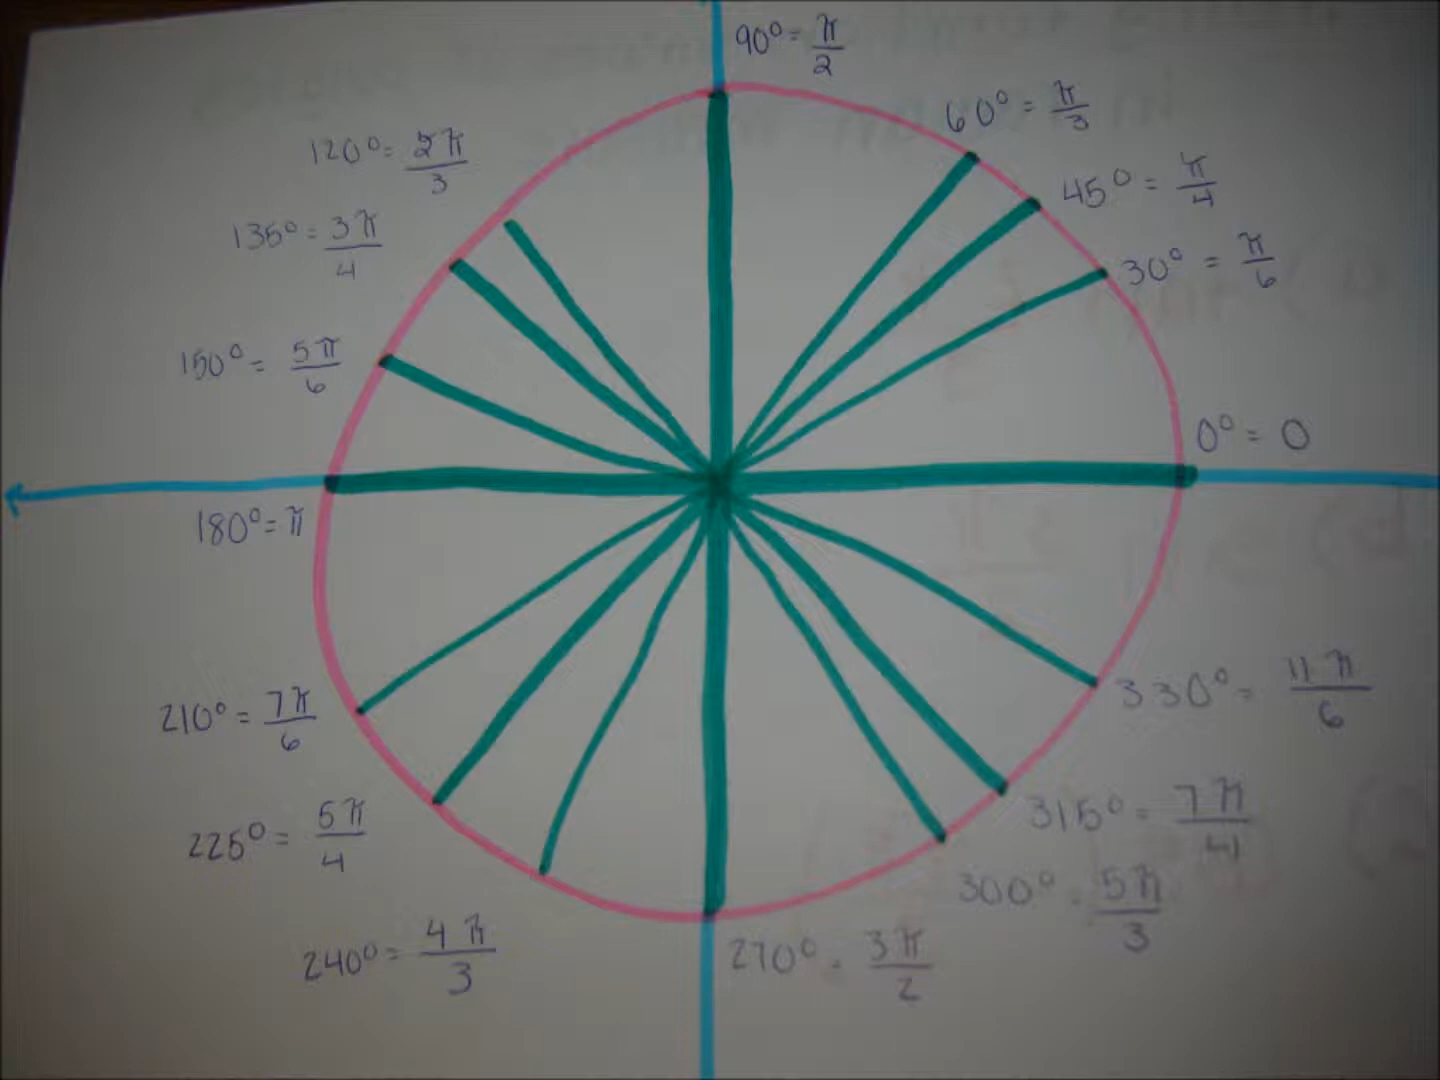 90° = π/2
60° = π/3
120° = 2π/3
45° = π/4
135° = 3π/4
30° = π/6
150° = 5π/6
0° = 0
180° = π
210° = 7π/6
330° = 11π/6
225° = 5π/4
315° = 7π/4
300° = 5π/3
240° = 4π/3
270° = 3π/2